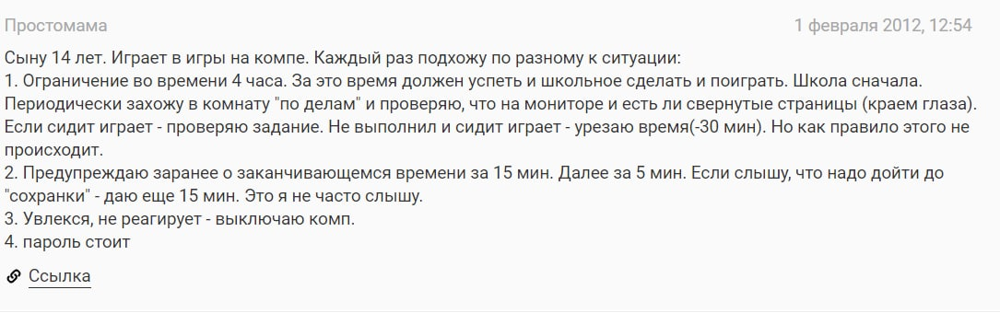 Простомама
1 февраля 2012, 12:54
Сыну 14 лет. Играет в игры на компе. Каждый раз подхожу по разному к ситуации:
1. Ограничение во времени 4 часа. За это время должен успеть и школьное сделать и поиграть. Школа сначала.
Периодически захожу в комнату "по делам" и проверяю, что на мониторе и есть ли свернутые страницы (краем глаза).
Если сидит играет - проверяю задание. Не выполнил и сидит играет - урезаю время(-30 мин). Но как правило этого не
происходит.
2. Предупреждаю заранее о заканчивающемся времени за 15 мин. Далее за 5 мин. Если слышу, что надо дойти до
"сохранки" - даю еще 15 мин. Это я не часто слышу.
3. Увлекся, не реагирует - выключаю комп.
4. пароль стоит
Ссылка